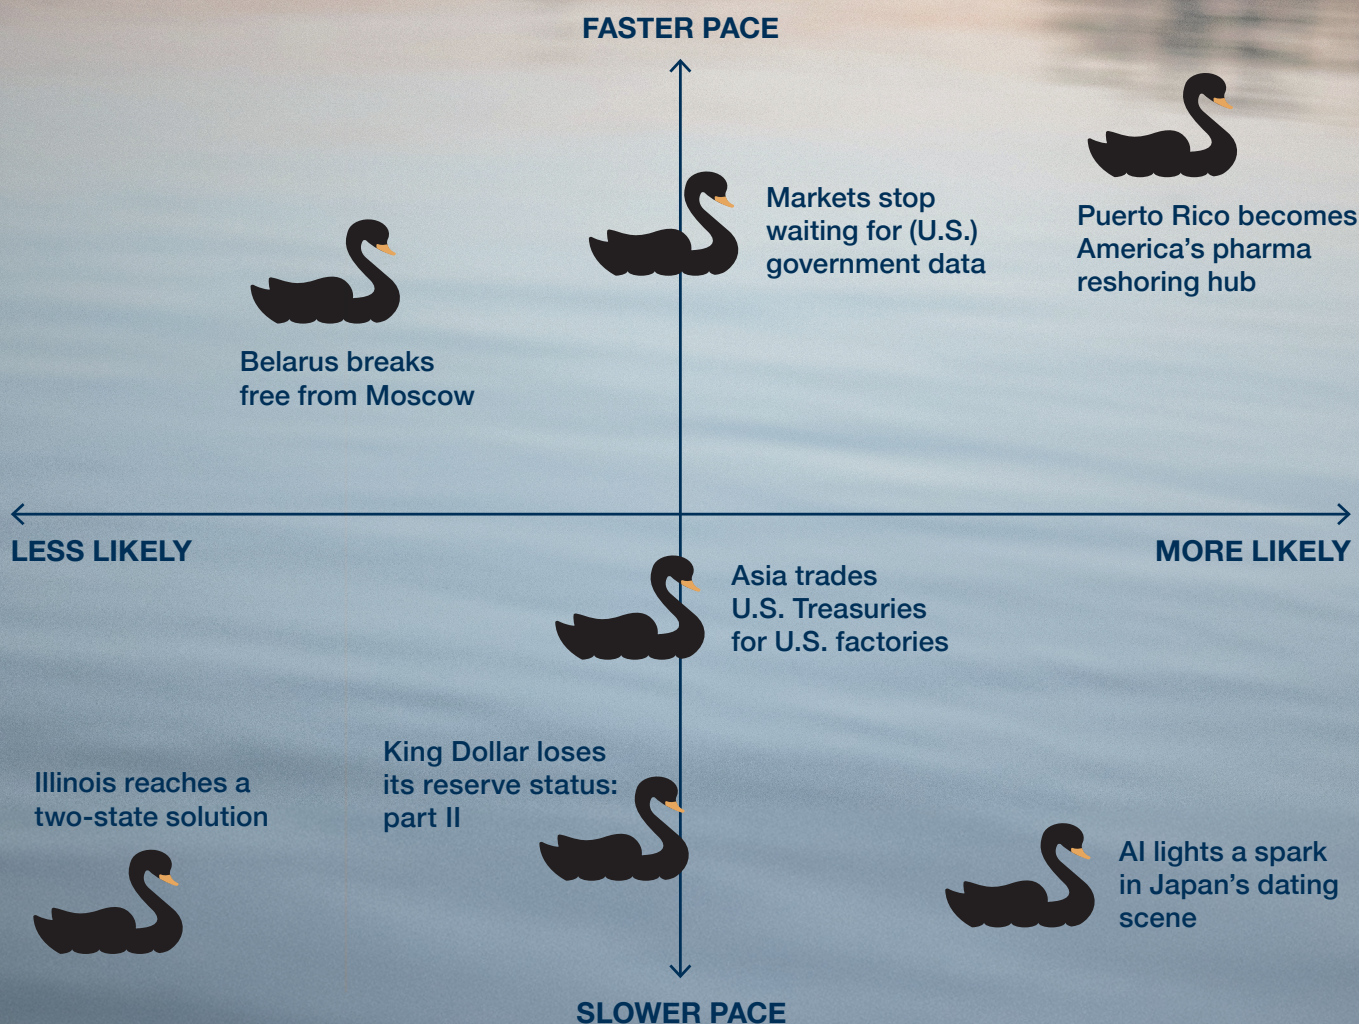 FASTER PACE
Markets stop
waiting for (U.S.)
government data
Puerto Rico becomes
America's pharma
reshoring hub
Belarus breaks
free from Moscow
LESS LIKELY
MORE LIKELY
Asia trades
U.S. Treasuries
for U.S. factories
King Dollar loses
its reserve status:
part II
Illinois reaches a
two-state solution
AI lights a spark
in Japan's dating
scene
SLOWER PACE